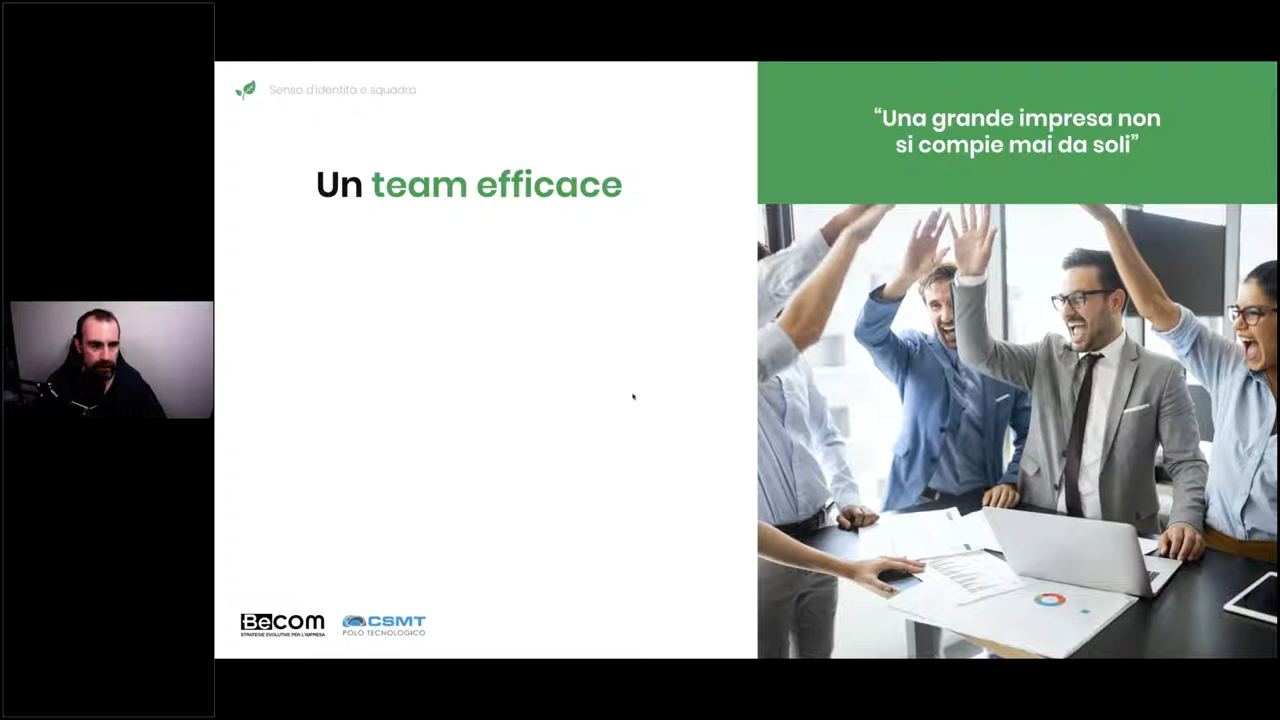 Senso d'identità e squadra
Un team efficace
“Una grande impresa non
si compie mai da soli”
BeCOM
STRATEGIE EVOLUTIVE PER L'IMPRESA
CSMT
POLO TECNOLOGICO